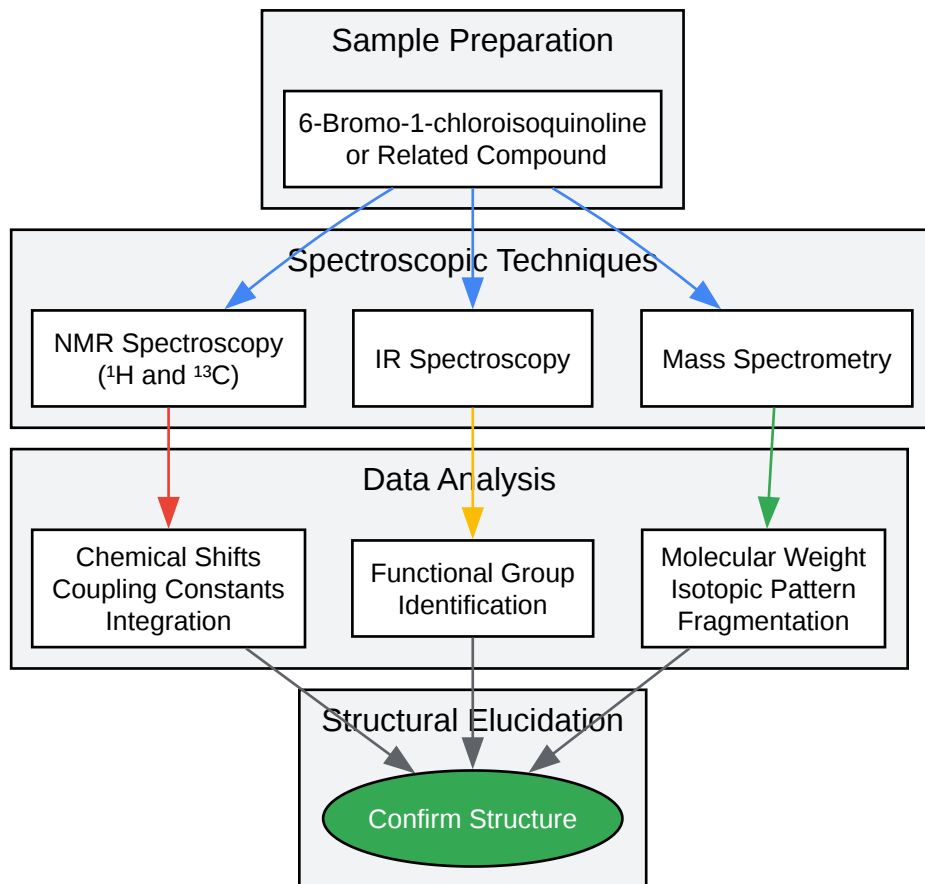 Sample Preparation
6-Bromo-1-chloroisoquinoline
or Related Compound
Spectroscopic Techniques
NMR Spectroscopy
(¹H and ¹³C)
IR Spectroscopy
Mass Spectrometry
Data Analysis
Chemical Shifts
Coupling Constants
Integration
Functional Group
Identification
Molecular Weight
Isotopic Pattern
Fragmentation
Structural Elucidation
Confirm Structure